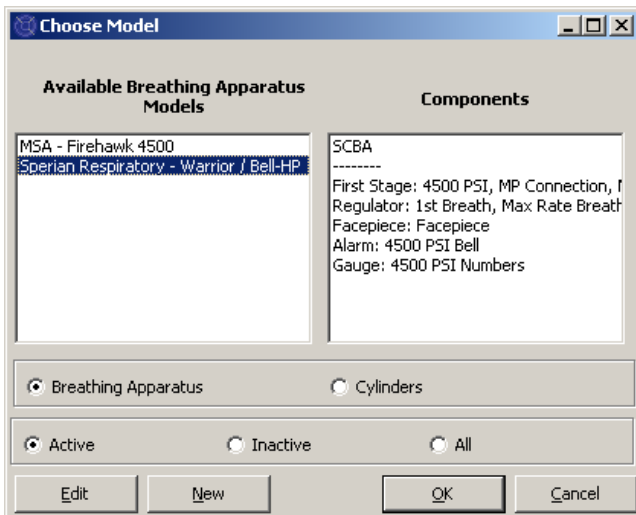 Choose Model
Available Breathing Apparatus
Models
Components
MSA - Firehawk 4500
Sperian Respiratory - Warrior / Bell-HP
SCBA
--------
First Stage: 4500 PSI, MP Connection,
Regulator: 1st Breath, Max Rate Breath
Facepiece: Facepiece
Alarm: 4500 PSI Bell
Gauge: 4500 PSI Numbers
Breathing Apparatus
Cylinders
Active
Inactive
All
Edit
New
OK
Cancel